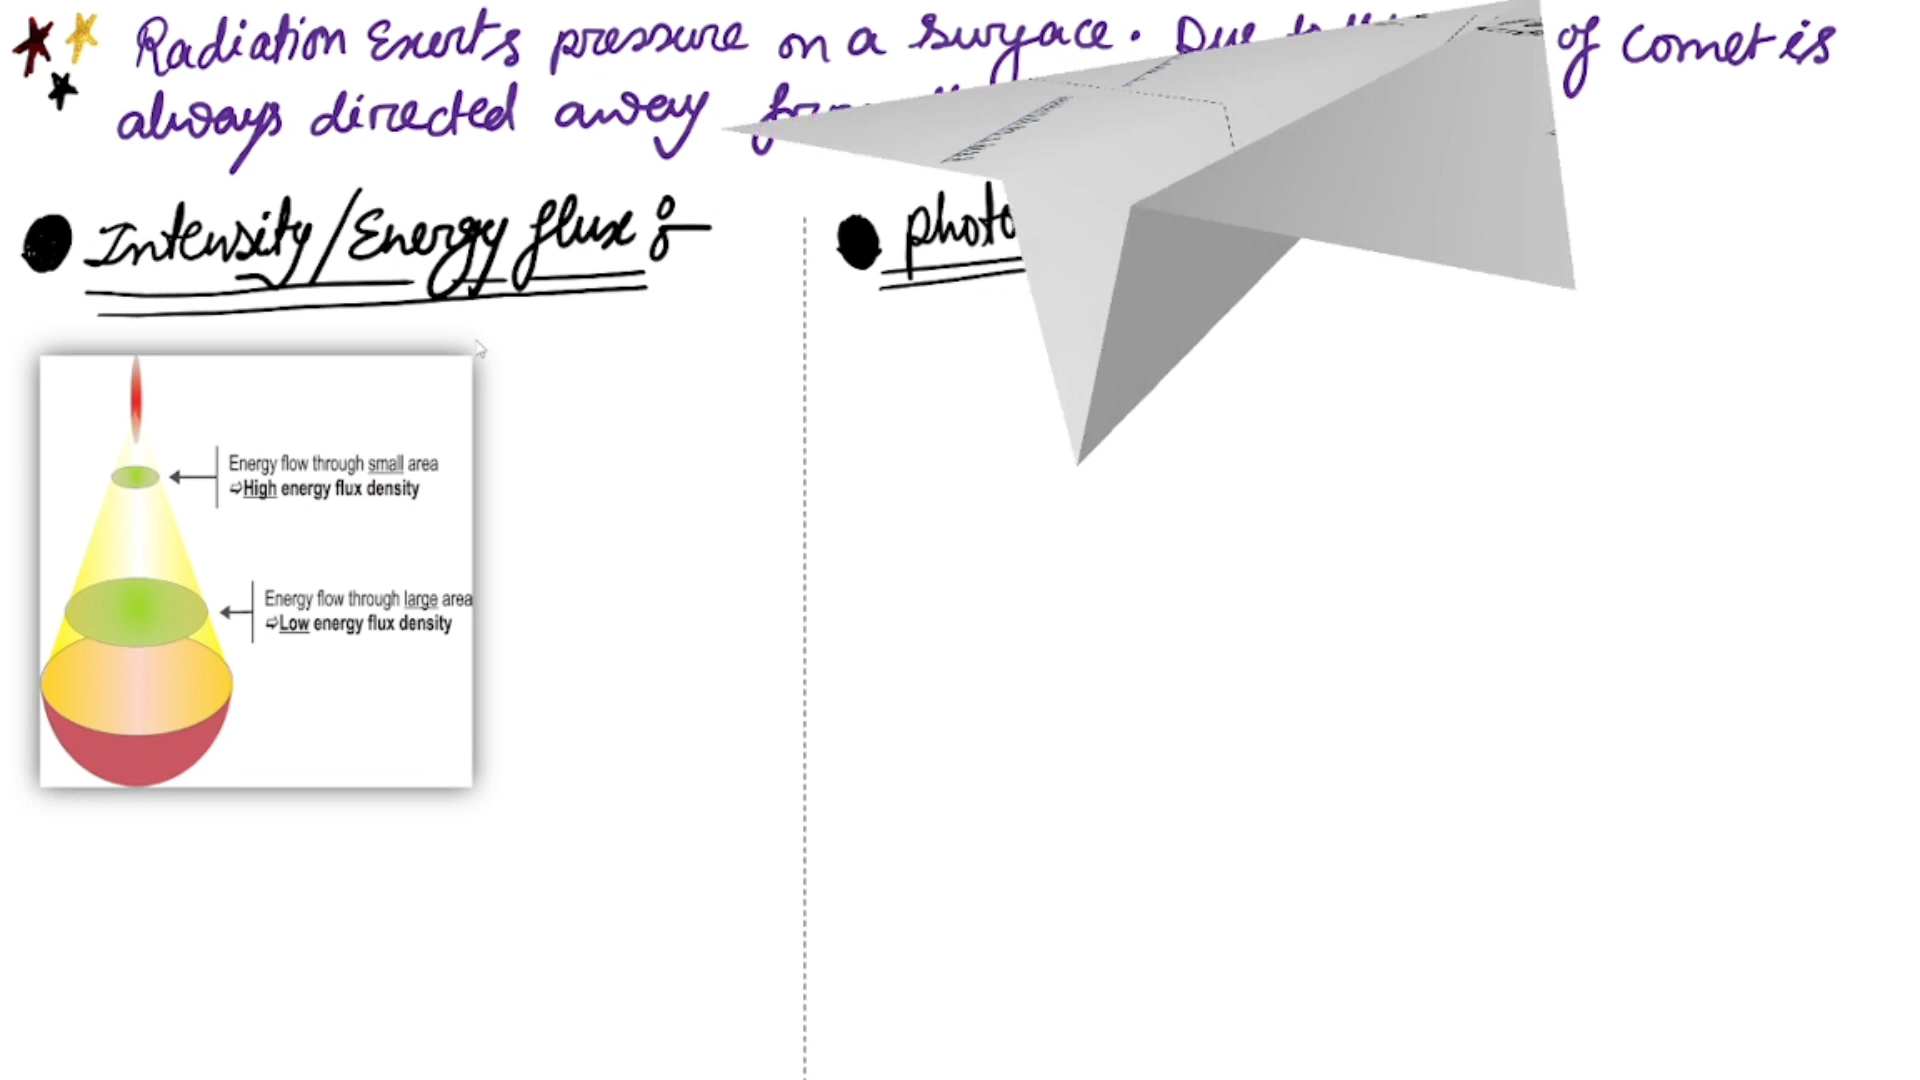 Radiation Exerts pressure on a surface. Due to of comet is
always directed away
Intensity/Energy flux :-
Energy flow through small area
⇨High energy flux density
Energy flow through large area
⇨Low energy flux density